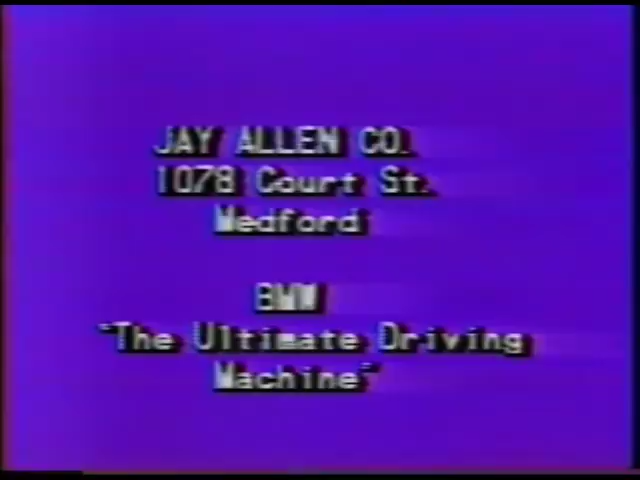 JAY ALLEN CO.
1078 Court St.
Medford
BMW
"The Ultimate Driving
Machine"